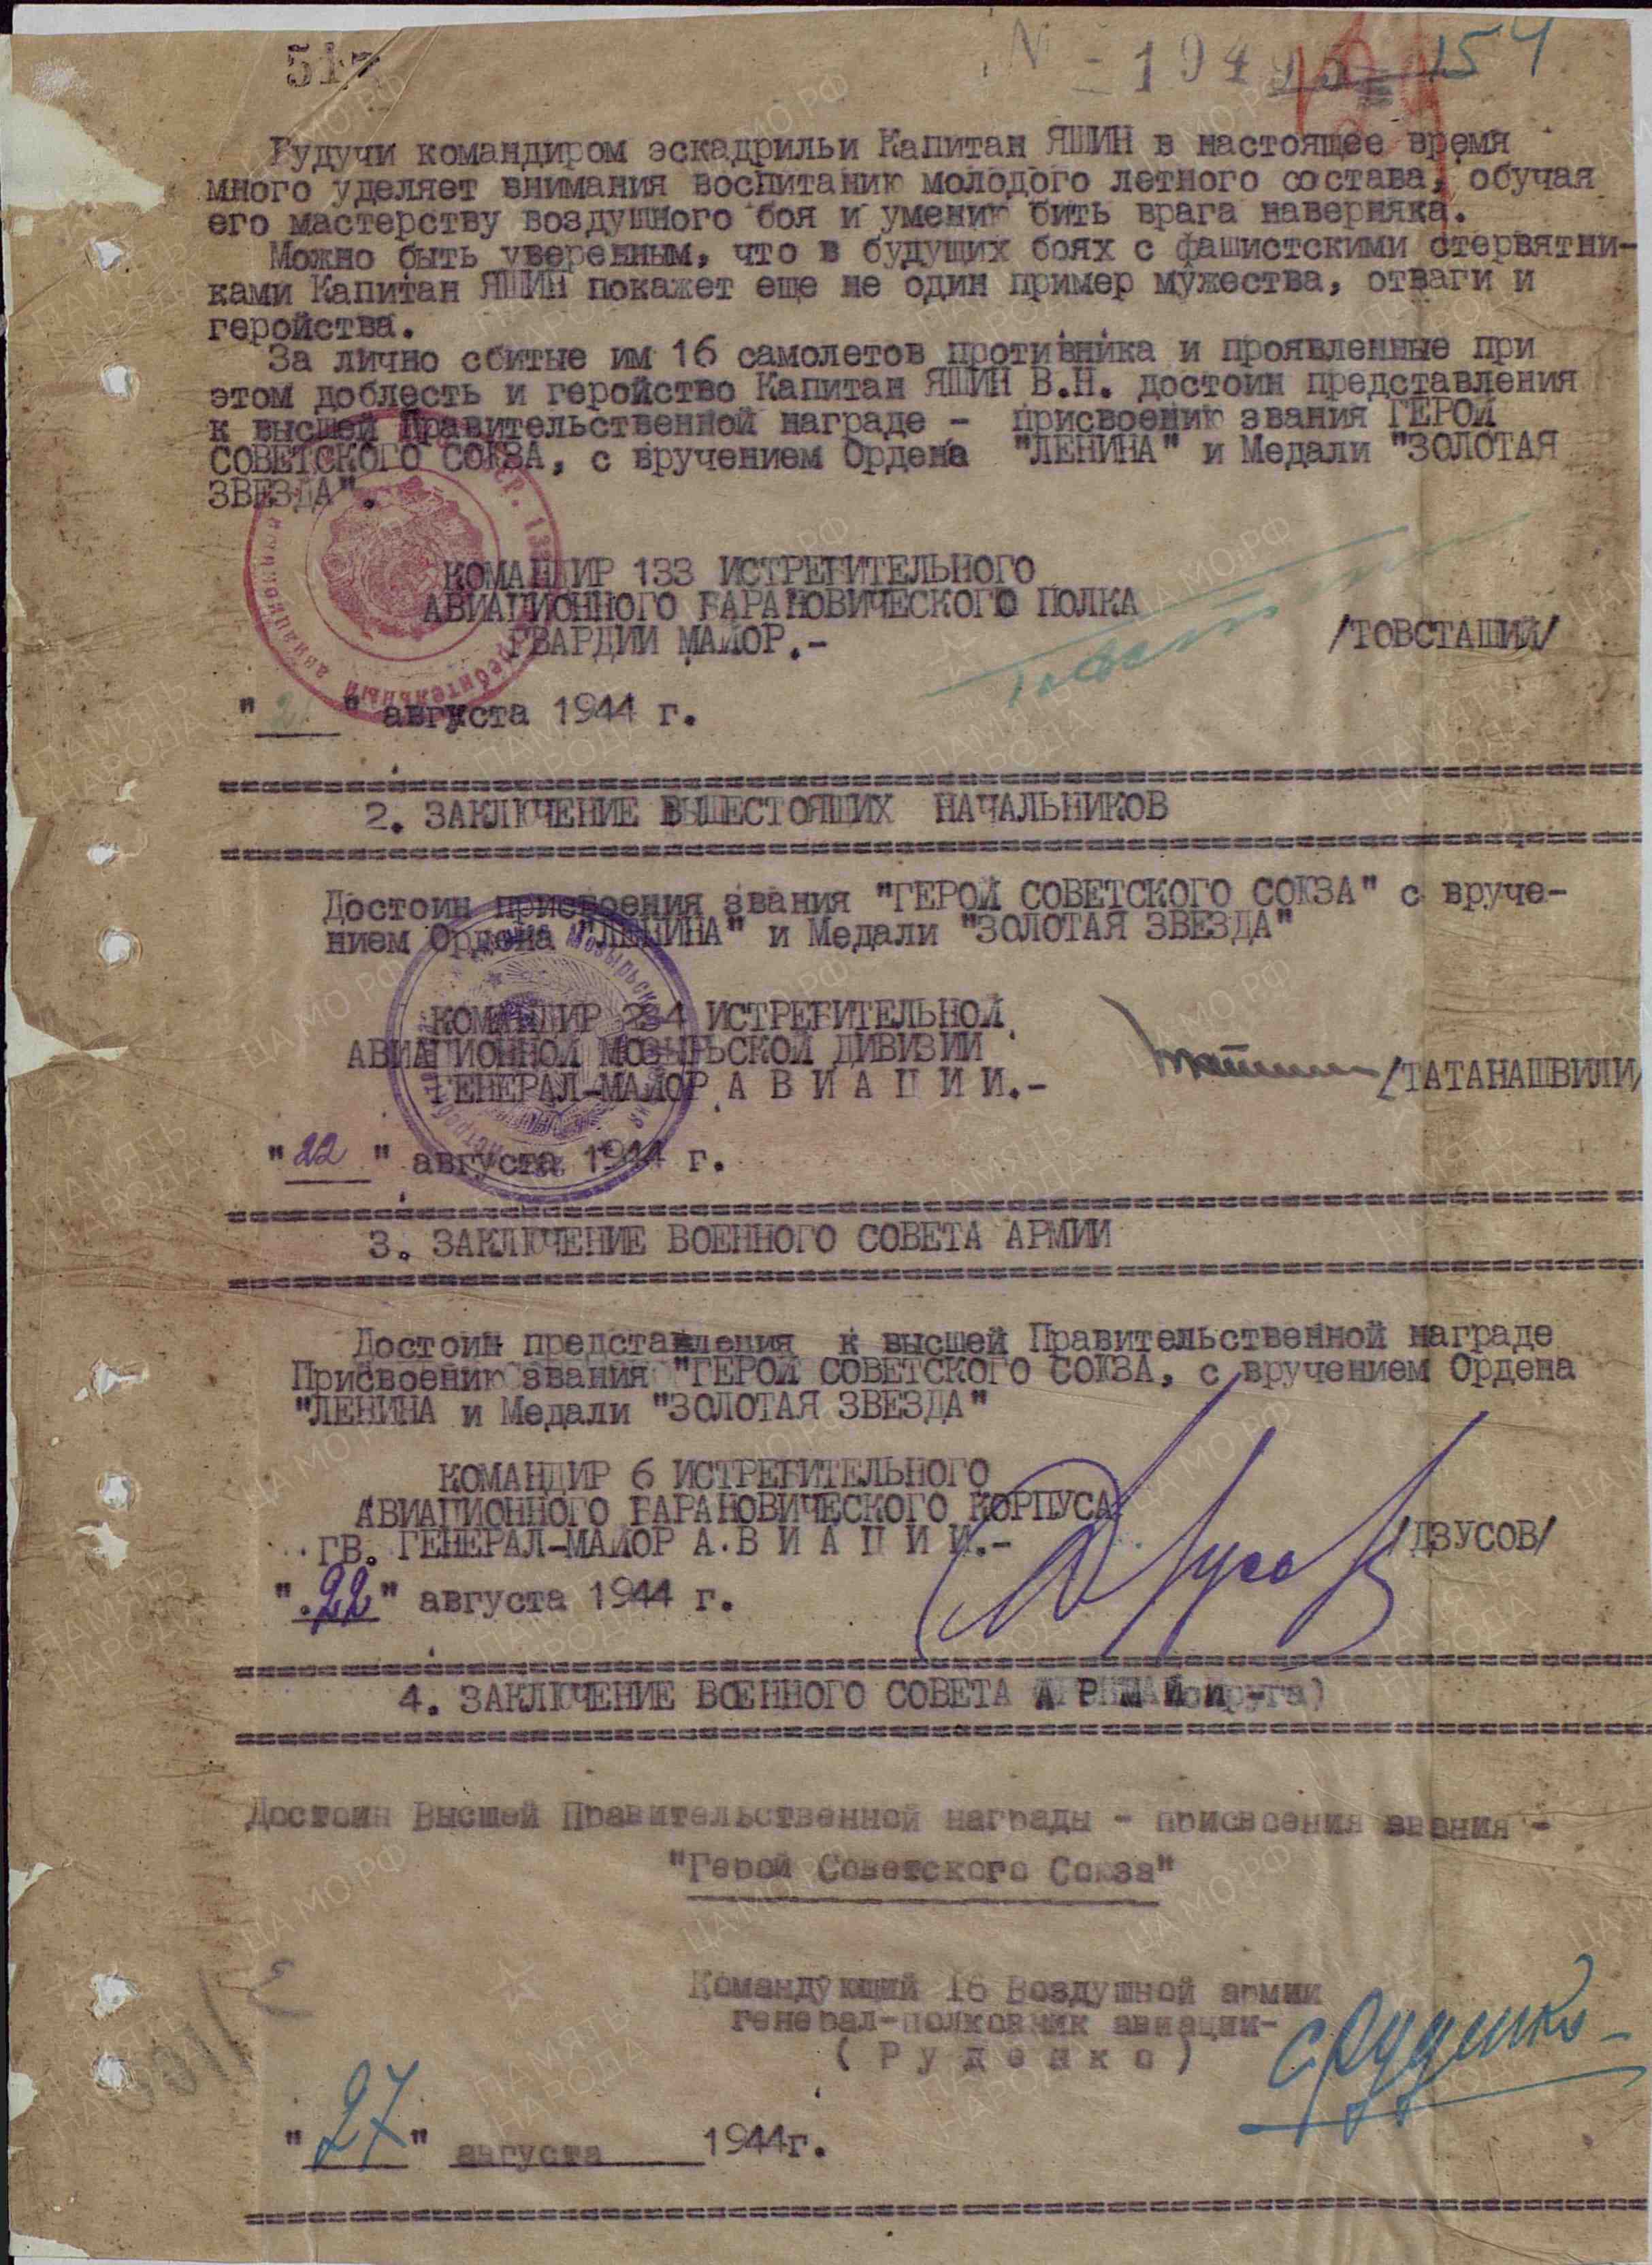 517
154
Будучи командиром эскадрильи Капитан ЯШИН в настоящее время
много уделяет внимания воспитанию молодого летного состава, обучая
его мастерству воздушного боя и умению бить врага наверняка.
Можно быть уверенным, что в будущих боях с фашистскими стервятни-
ками Капитан ЯШИН покажет еще не один пример мужества, отваги и
геройства.
За лично сбитые им 16 самолетов противника и проявленные при
этом доблесть и геройство Капитан ЯШИН В.Н. достоин представления
к высшей Правительственной награде - присвоению звания ГЕРОЙ
СОВЕТСКОГО СОЮЗА, с вручением Ордена "ЛЕНИНА" и Медали "ЗОЛОТАЯ
ЗВЕЗДА".
КОМАНДИР 133 ИСТРЕБИТЕЛЬНОГО
АВИАЦИОННОГО БАРАНОВИЧЕСКОГО ПОЛКА
ГВАРДИИ МАЙОР.-
/ТОВСТАШИЙ/
"21" августа 1944 г.
2. ЗАКЛЮЧЕНИЕ ВЫШЕСТОЯЩИХ НАЧАЛЬНИКОВ
Достоин присвоения звания "ГЕРОЙ СОВЕТСКОГО СОЮЗА" с вруче-
нием Ордена "ЛЕНИНА" и Медали "ЗОЛОТАЯ ЗВЕЗДА"
КОМАНДИР 234 ИСТРЕБИТЕЛЬНОЙ
АВИАЦИОННОЙ МОЗЫРЬСКОЙ ДИВИЗИИ
ГЕНЕРАЛ-МАЙОР А В И А Ц И И.-
/ТАТАНАШВИЛИ/
"22" августа 1944 г.
3. ЗАКЛЮЧЕНИЕ ВОЕННОГО СОВЕТА АРМИИ
Достоин представления к высшей Правительственной награде
Присвоению звания "ГЕРОЙ СОВЕТСКОГО СОЮЗА, с вручением Ордена
"ЛЕНИНА и Медали "ЗОЛОТАЯ ЗВЕЗДА"
КОМАНДИР 6 ИСТРЕБИТЕЛЬНОГО
АВИАЦИОННОГО БАРАНОВИЧЕСКОГО КОРПУСА
ГВ. ГЕНЕРАЛ-МАЙОР А.В И А Ц И И.-
/ДЗУСОВ/
".22" августа 1944 г.
4. ЗАКЛЮЧЕНИЕ ВОЕННОГО СОВЕТА А Р М И И
Достоин Высшей Правительственной награды - присвоения звания -
"Герой Советского Союза"
Командующий 16 Воздушной армии
генерал-полковник авиации-
( Р у д е н к о )
С Руденко
"27" августа 1944г.